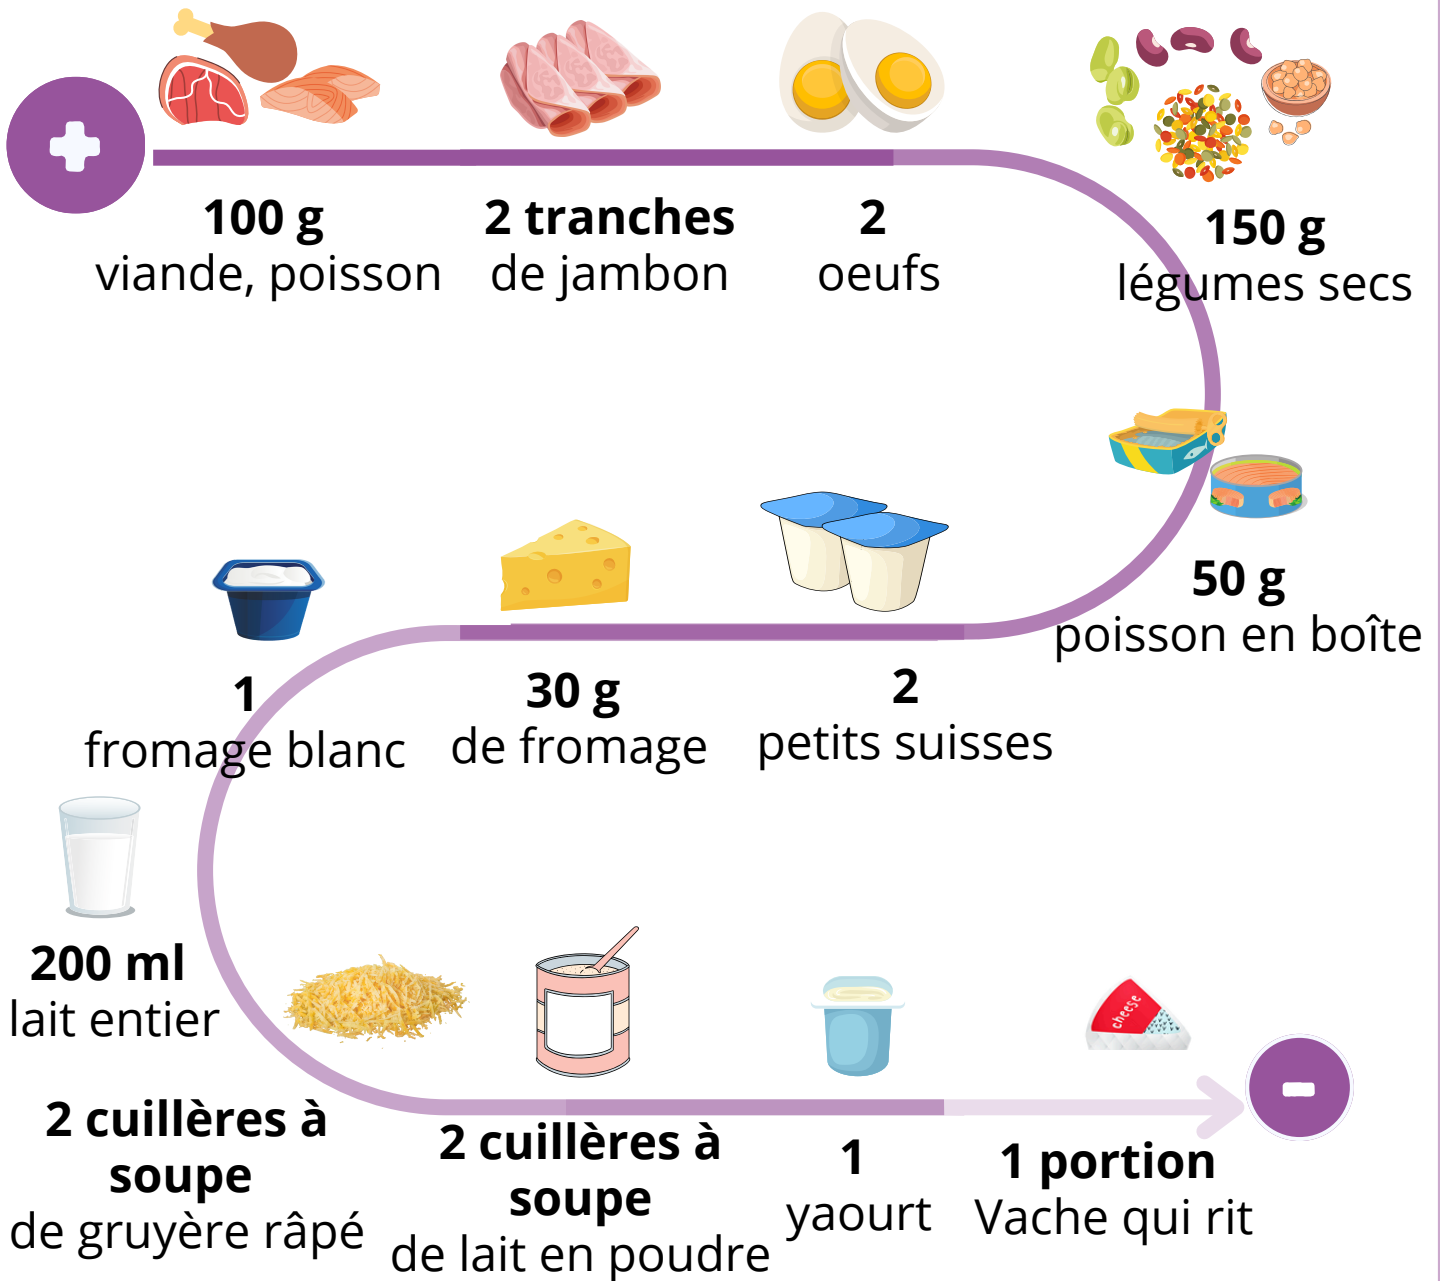 100 g
viande, poisson
2 tranches
de jambon
2
oeufs
150 g
légumes secs
50 g
poisson en boîte
2
petits suisses
30 g
de fromage
1
fromage blanc
200 ml
lait entier
2 cuillères à
soupe
de gruyère râpé
2 cuillères à
soupe
de lait en poudre
1
yaourt
cheese
1 portion
Vache qui rit